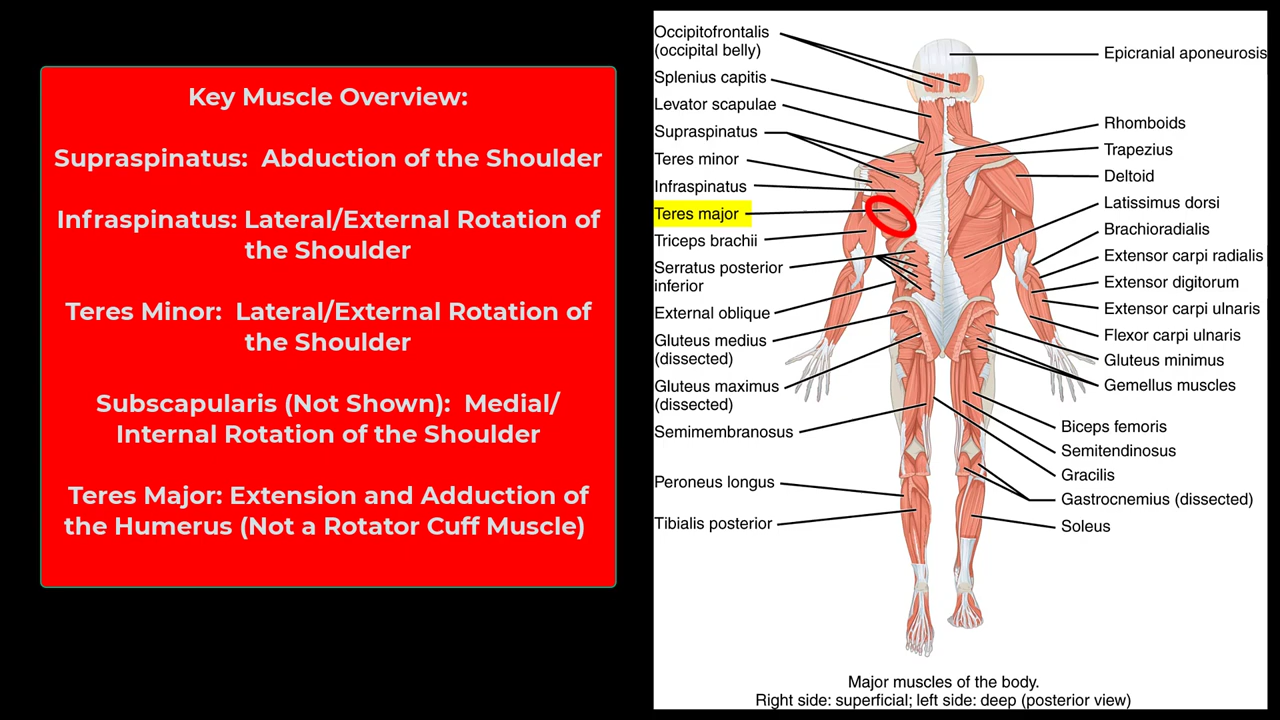 Key Muscle Overview:
Supraspinatus: Abduction of the Shoulder
Infraspinatus: Lateral/External Rotation of
the Shoulder
Teres Minor: Lateral/External Rotation of
the Shoulder
Subscapularis (Not Shown): Medial/
Internal Rotation of the Shoulder
Teres Major: Extension and Adduction of
the Humerus (Not a Rotator Cuff Muscle)
Occipitofrontalis
(occipital belly)
Splenius capitis
Levator scapulae
Supraspinatus
Teres minor
Infraspinatus
Teres major
Triceps brachii
Serratus posterior
inferior
External oblique
Gluteus medius
(dissected)
Gluteus maximus
(dissected)
Semimembranosus
Peroneus longus
Tibialis posterior
Epicranial aponeurosis
Rhomboids
Trapezius
Deltoid
Latissimus dorsi
Brachioradialis
Extensor carpi radialis
Extensor digitorum
Extensor carpi ulnaris
Flexor carpi ulnaris
Gluteus minimus
Gemellus muscles
Biceps femoris
Semitendinosus
Gracilis
Gastrocnemius (dissected)
Soleus
Major muscles of the body.
Right side: superficial; left side: deep (posterior view)